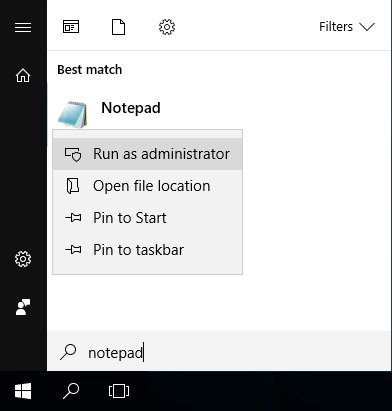 Filters
Best match
Notepad
Run as administrator
Open file location
Pin to Start
Pin to taskbar
notepad